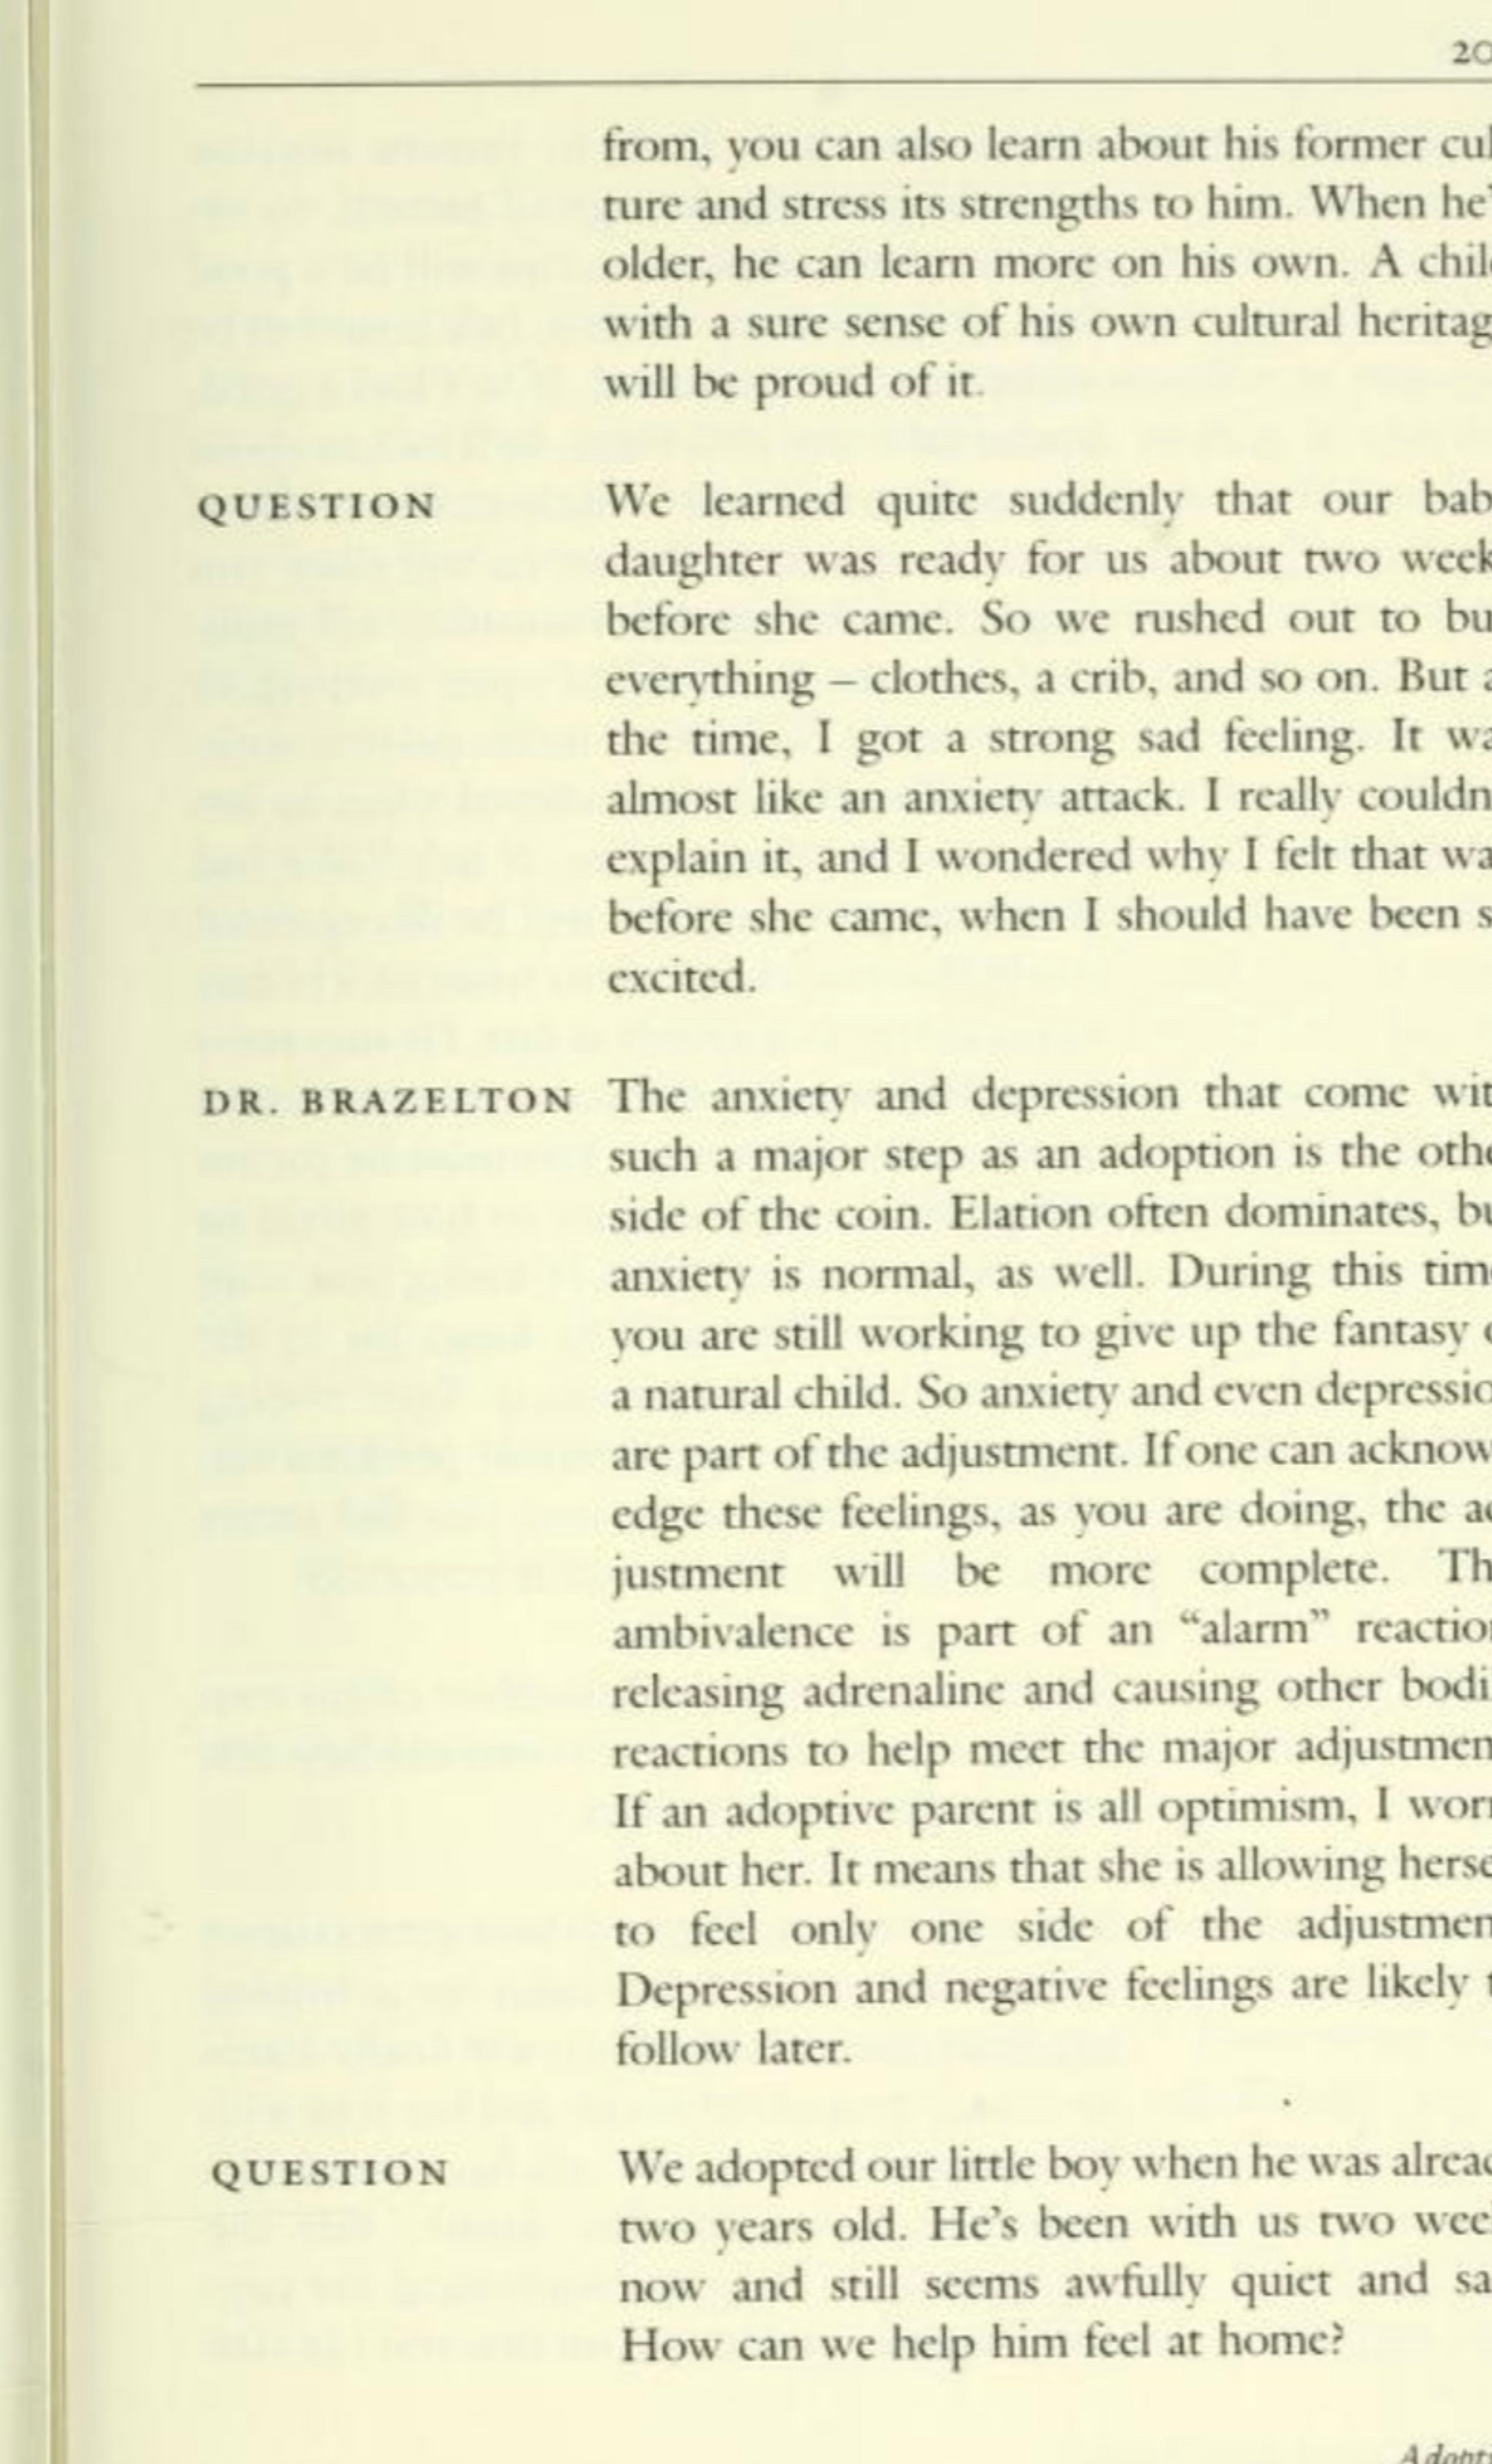 20
from, you can also learn about his former cul
ture and stress its strengths to him. When he'
older, he can learn more on his own. A chil
with a sure sense of his own cultural heritag
will be proud of it.
QUESTION We learned quite suddenly that our bab
daughter was ready for us about two week
before she came. So we rushed out to bu
everything – clothes, a crib, and so on. But a
the time, I got a strong sad feeling. It wa
almost like an anxiety attack. I really couldn
explain it, and I wondered why I felt that wa
before she came, when I should have been s
excited.
DR. BRAZELTON The anxiety and depression that come wit
such a major step as an adoption is the othe
side of the coin. Elation often dominates, bu
anxiety is normal, as well. During this tim
you are still working to give up the fantasy
a natural child. So anxiety and even depressio
are part of the adjustment. If one can acknow
edge these feelings, as you are doing, the ad
justment will be more complete. Th
ambivalence is part of an “alarm” reaction
releasing adrenaline and causing other bodi
reactions to help meet the major adjustmen
If an adoptive parent is all optimism, I worr
about her. It means that she is allowing herse
to feel only one side of the adjustmen
Depression and negative feelings are likely t
follow later.
QUESTION We adopted our little boy when he was alread
two years old. He's been with us two wee
now and still seems awfully quiet and sa
How can we help him feel at home?
Adopti